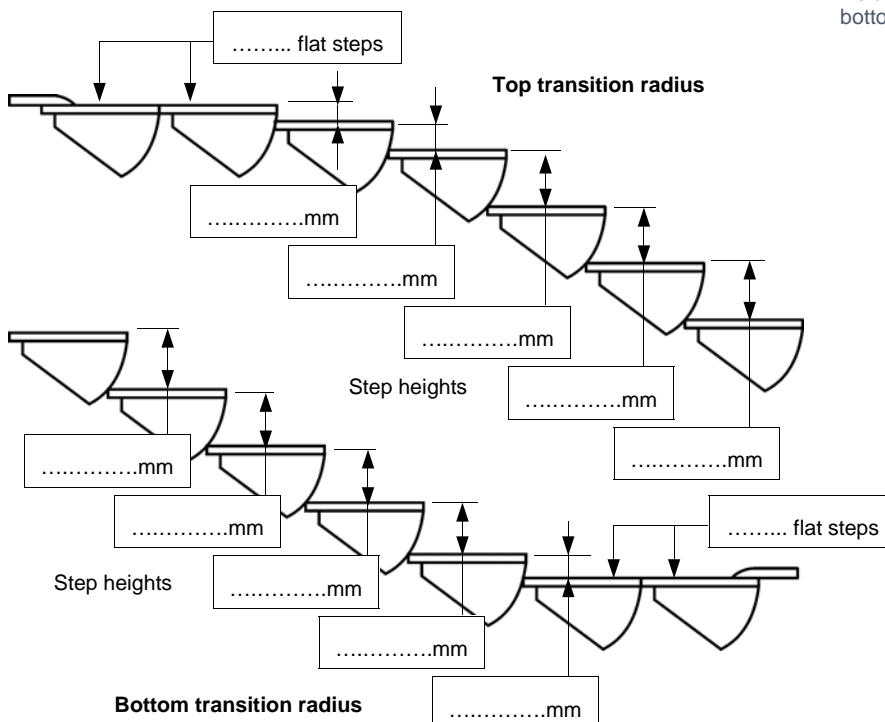 botto
……... flat steps
Top transition radius
….……….mm
….……….mm
….……….mm
Step heights
….……….mm
….……….mm
….……….mm
….……….mm
……... flat steps
Step heights
….……….mm
….……….mm
Bottom transition radius
….……….mm